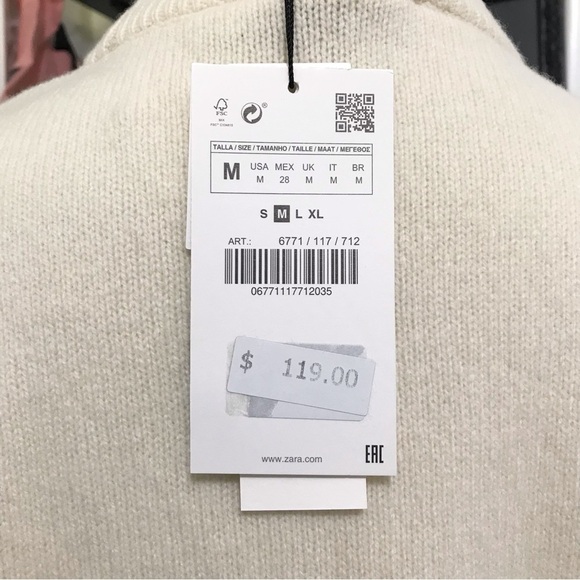 FSC
®
TALLA / SIZE / TAMANHO / TAILLE / MAAT / ΜΕΓΕΘΟΣ
M USA MEX UK IT BR
M 28 M M M
S M L XL
ART.: 6771 / 117 / 712
06771117712035
$ 119.00
www.zara.com
EAC